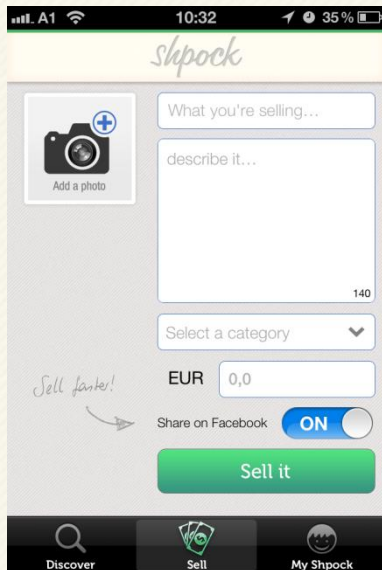 A1 10:32 35%
shpock
What you're selling...
Add a photo
describe it...
140
Select a category
Sell faster!
EUR 0,0
Share on Facebook ON
Sell it
Discover Sell My Shpock